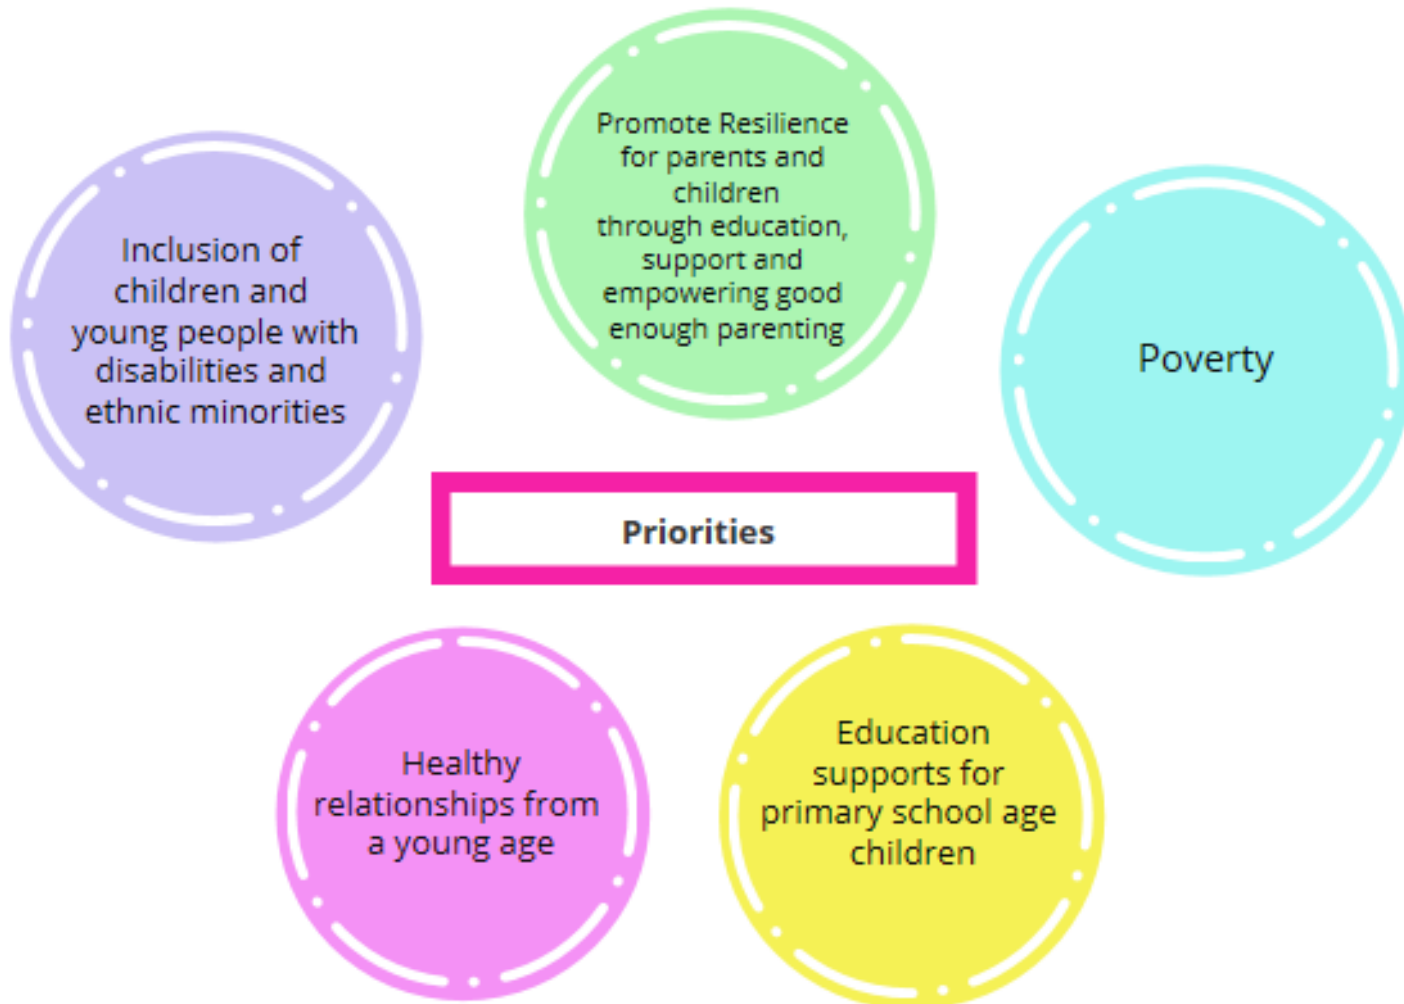 Promote Resilience
for parents and
children
through education,
support and
empowering good
enough parenting
Inclusion of
children and
young people with
disabilities and
ethnic minorities
Poverty
Priorities
Healthy
relationships from
a young age
Education
supports for
primary school age
children